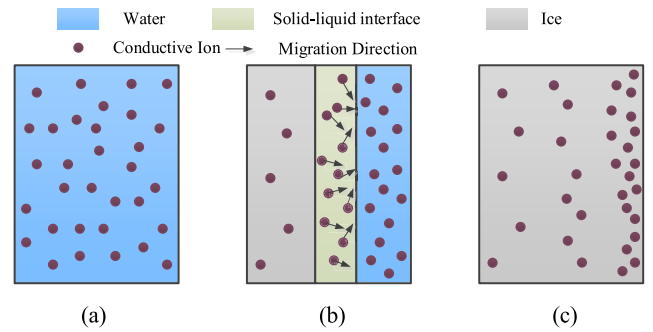 Water Solid-liquid interface Ice
Conductive Ion Migration Direction
(a) (b) (c)